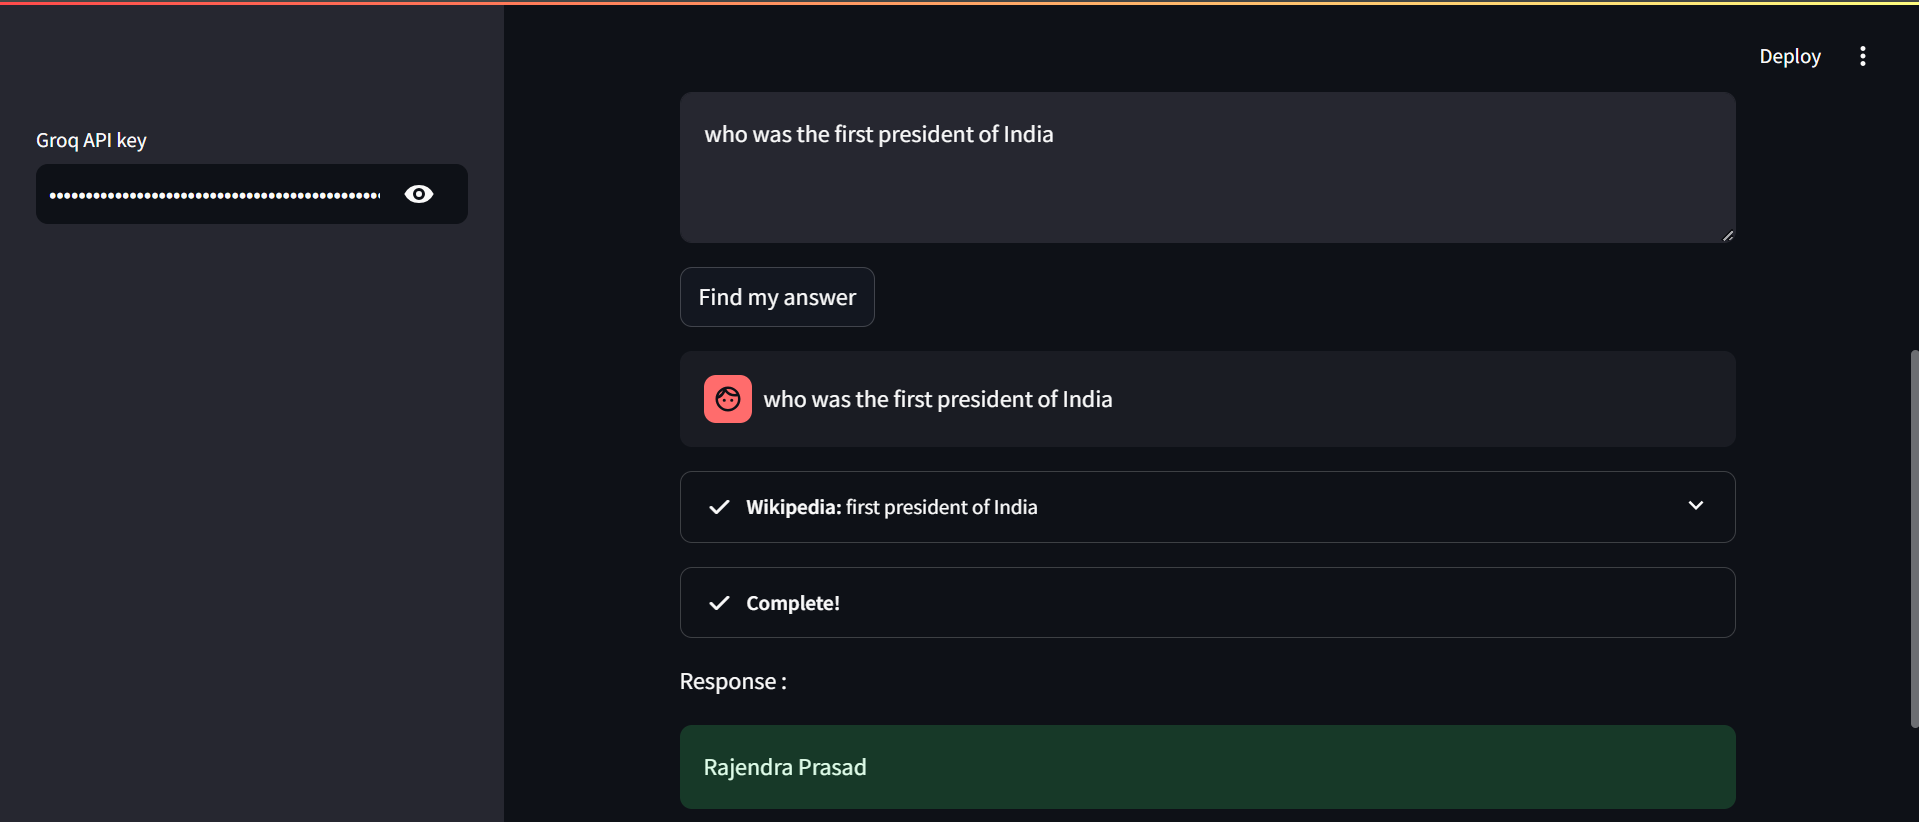 Deploy
Groq API key
who was the first president of India
Find my answer
who was the first president of India
Wikipedia: first president of India
Complete!
Response :
Rajendra Prasad